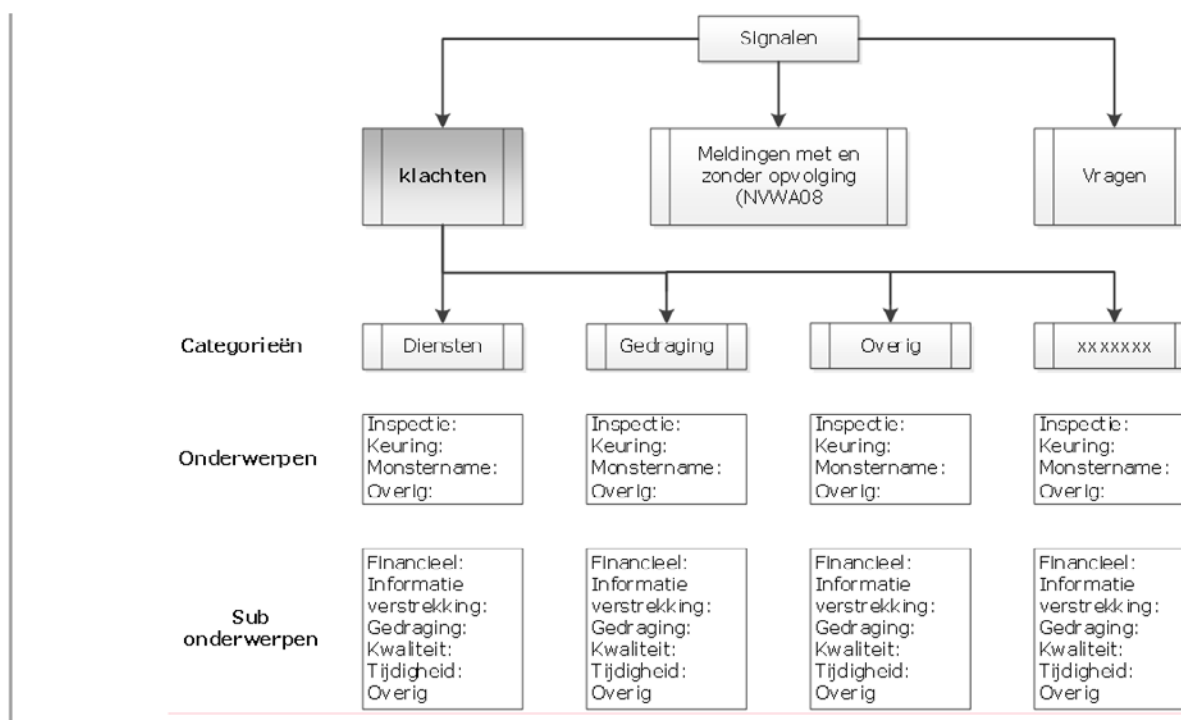 Signalen
klachten
Meldingen met en
zonder opvolging
(NVWA08
Vragen
Categorieën
Diensten
Gedraging
Overig
xxxxxxx
Onderwerpen
Inspectie:
Keuring:
Monstername:
Overig:
Inspectie:
Keuring:
Monstername:
Overig:
Inspectie:
Keuring:
Monstername:
Overig:
Inspectie:
Keuring:
Monstername:
Overig:
Sub
onderwerpen
Financieel:
Informatie
verstrekking:
Gedraging:
Kwaliteit:
Tijdigheid:
Overig
Financieel:
Informatie
verstrekking:
Gedraging:
Kwaliteit:
Tijdigheid:
Overig
Financieel:
Informatie
verstrekking:
Gedraging:
Kwaliteit:
Tijdigheid:
Overig
Financieel:
Informatie
verstrekking:
Gedraging:
Kwaliteit:
Tijdigheid:
Overig